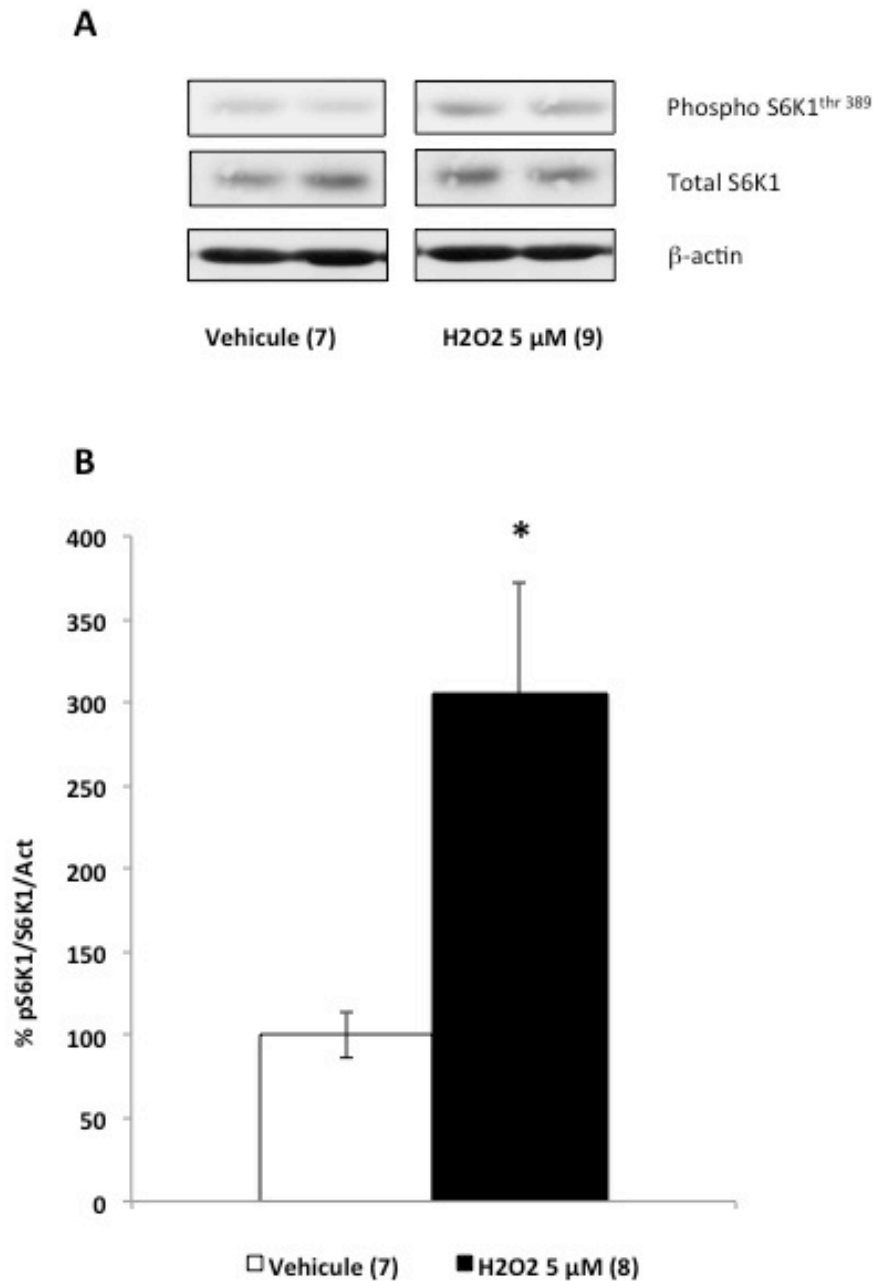 A
Phospho S6K1thr 389
Total S6K1
β-actin
Vehicule (7) H2O2 5 μM (9)
B
*
400
350
300
250
200
150
100
50
0
% pS6K1/S6K1/Act
Vehicule (7) H2O2 5 μM (8)